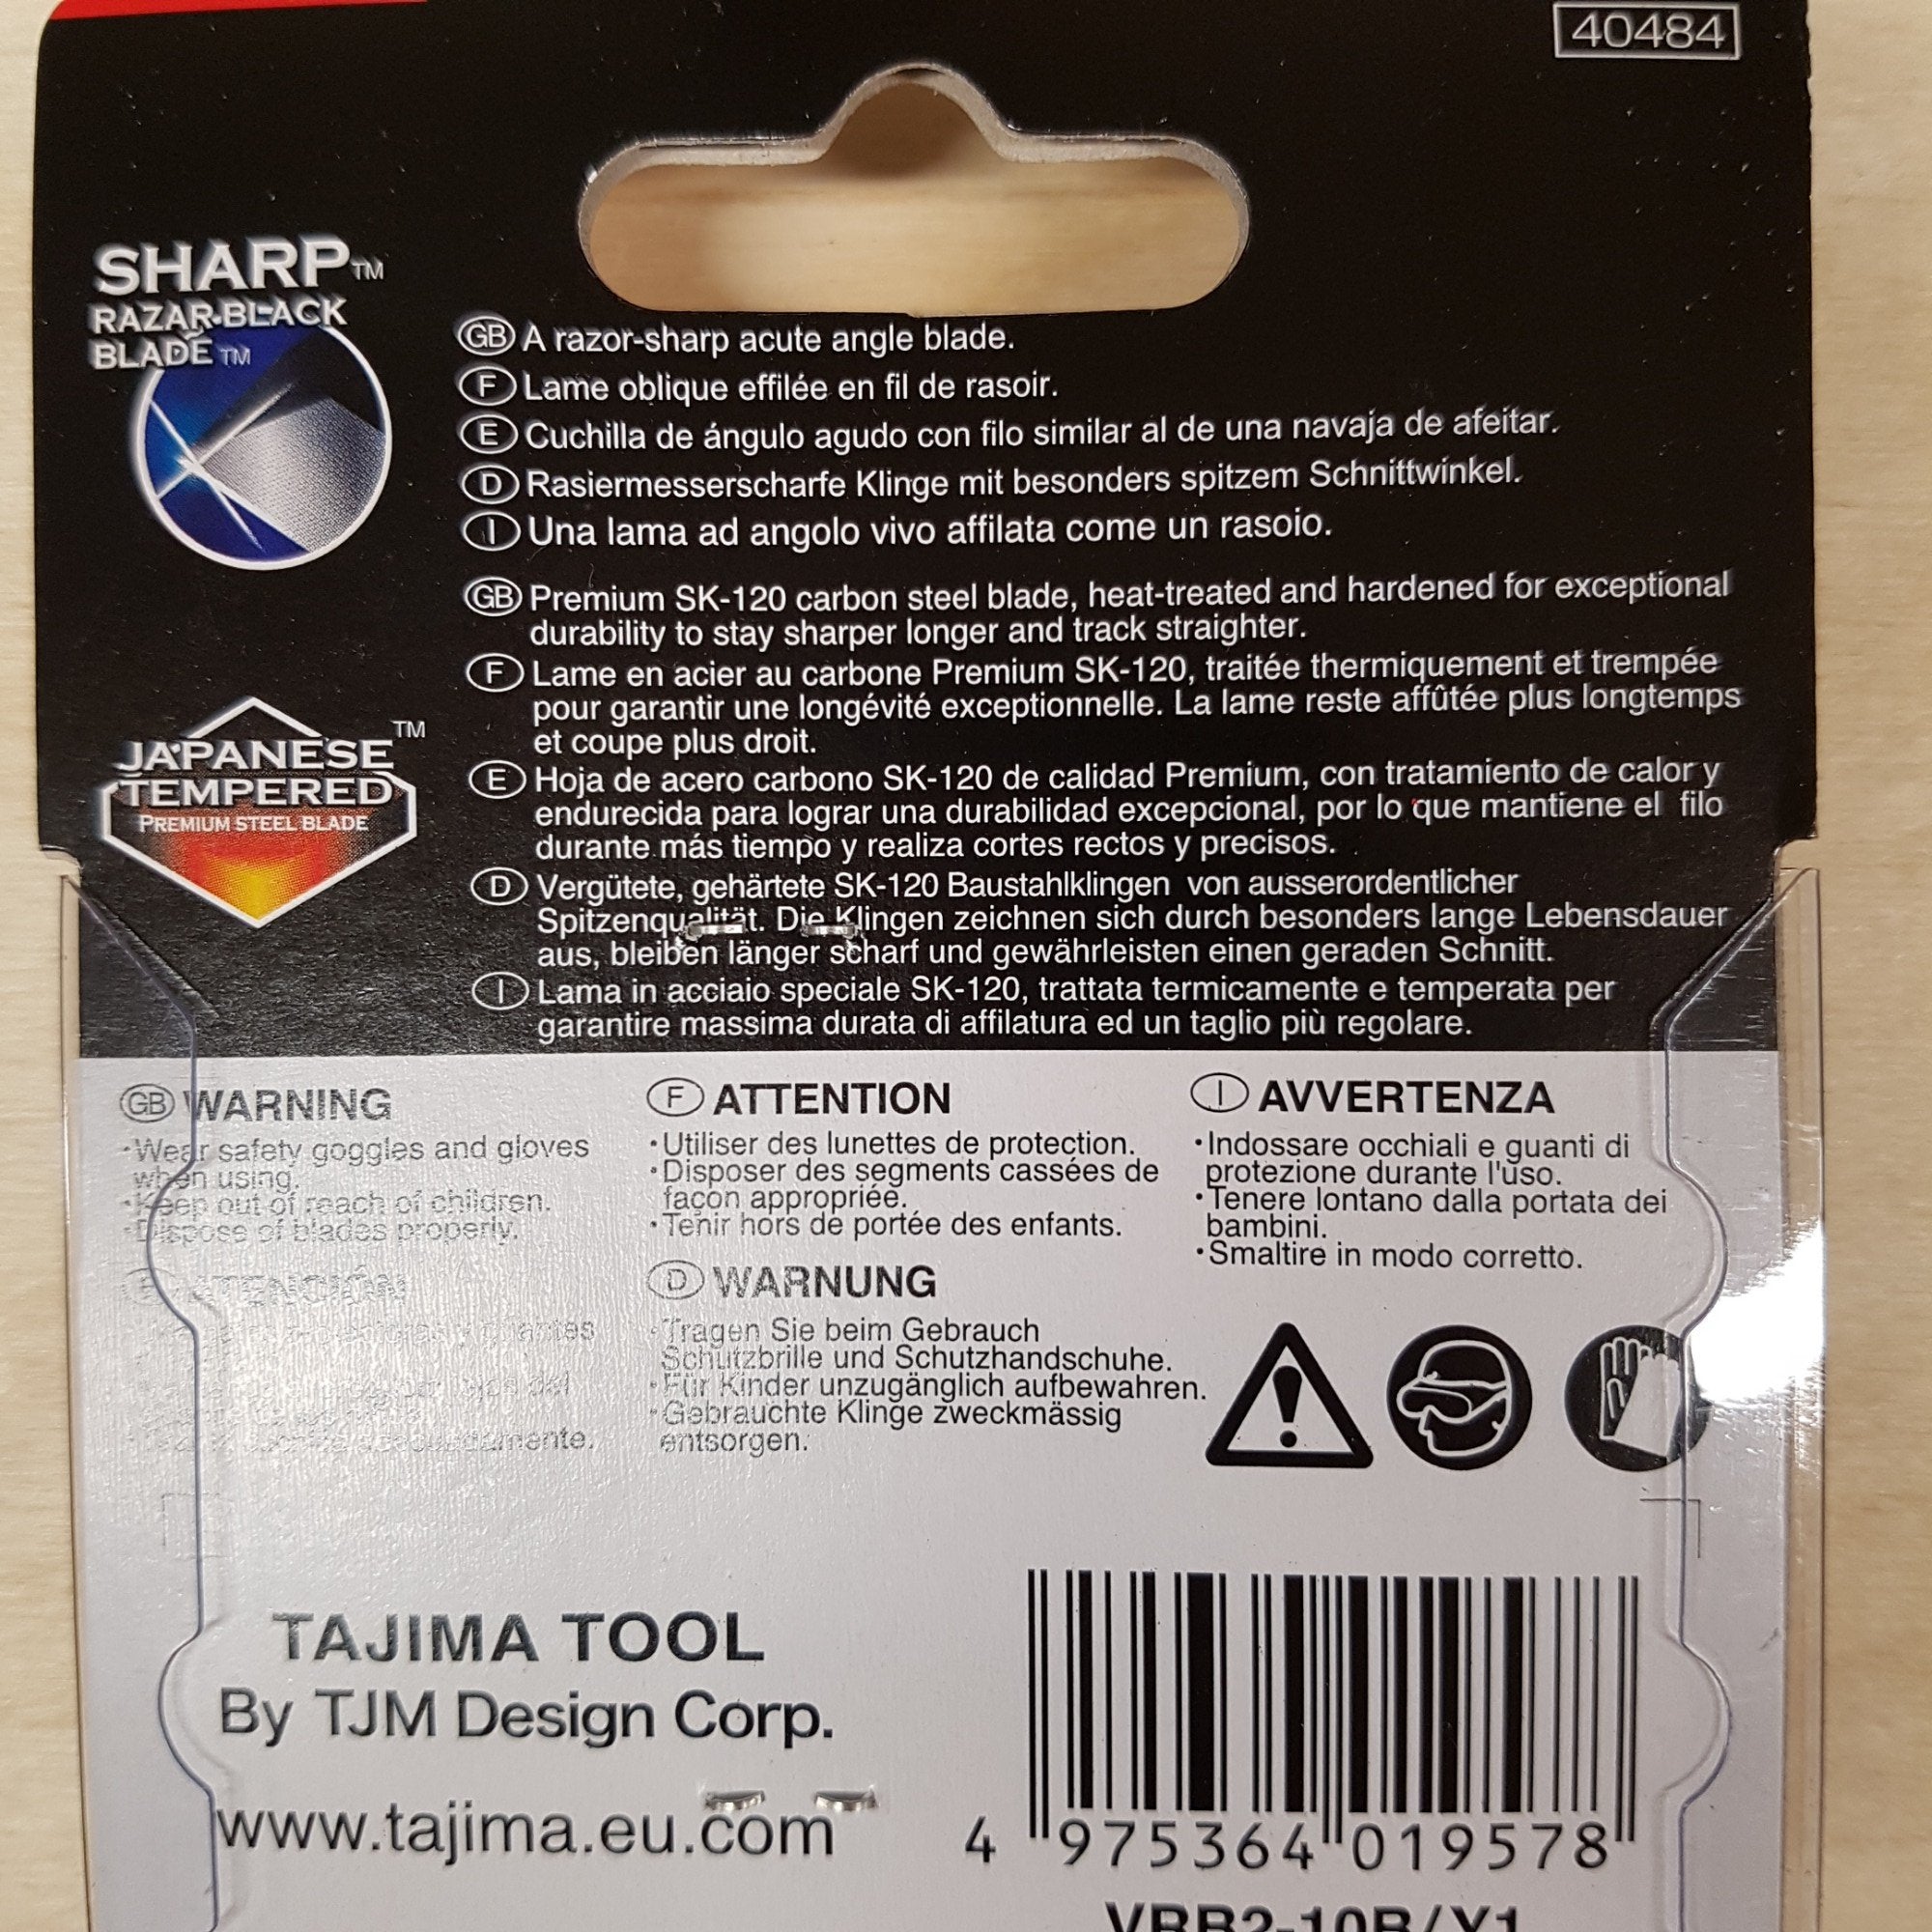 40484
SHARP™
RAZAR•BLACK
BLADE™
GB A razor-sharp acute angle blade.
F Lame oblique effilée en fil de rasoir.
E Cuchilla de ángulo agudo con filo similar al de una navaja de afeitar.
D Rasiermesserscharfe Klinge mit besonders spitzem Schnittwinkel.
I Una lama ad angolo vivo affilata come un rasoio.
JAPANESE™
TEMPERED
PREMIUM STEEL BLADE
GB Premium SK-120 carbon steel blade, heat-treated and hardened for exceptional
durability to stay sharper longer and track straighter.
F Lame en acier au carbone Premium SK-120, traitée thermiquement et trempée
pour garantir une longévité exceptionnelle. La lame reste affûtée plus longtemps
et coupe plus droit.
E Hoja de acero carbono SK-120 de calidad Premium, con tratamiento de calor y
endurecida para lograr una durabilidad excepcional, por lo que mantiene el filo
durante más tiempo y realiza cortes rectos y precisos.
D Vergütete, gehärtete SK-120 Baustahlklingen von ausserordentlicher
Spitzenqualität. Die Klingen zeichnen sich durch besonders lange Lebensdauer
aus, bleiben länger scharf und gewährleisten einen geraden Schnitt.
I Lama in acciaio speciale SK-120, trattata termicamente e temperata per
garantire massima durata di affilatura ed un taglio più regolare.
GB WARNING
•Wear safety goggles and gloves
when using.
•Keep out of reach of children.
•Dispose of blades properly.
E ATENCIÓN
guantes
del
adecuadamente.
F ATTENTION
•Utiliser des lunettes de protection.
•Disposer des segments cassées de
façon appropriée.
•Tenir hors de portée des enfants.
D WARNUNG
•Tragen Sie beim Gebrauch
Schutzbrille und Schutzhandschuhe.
•Für Kinder unzugänglich aufbewahren.
•Gebrauchte Klinge zweckmässig
entsorgen.
I AVVERTENZA
•Indossare occhiali e guanti di
protezione durante l'uso.
•Tenere lontano dalla portata dei
bambini.
•Smaltire in modo corretto.
TAJIMA TOOL
By TJM Design Corp.
www.tajima.eu.com
4 975364 019578
VRB2-10B/Y1